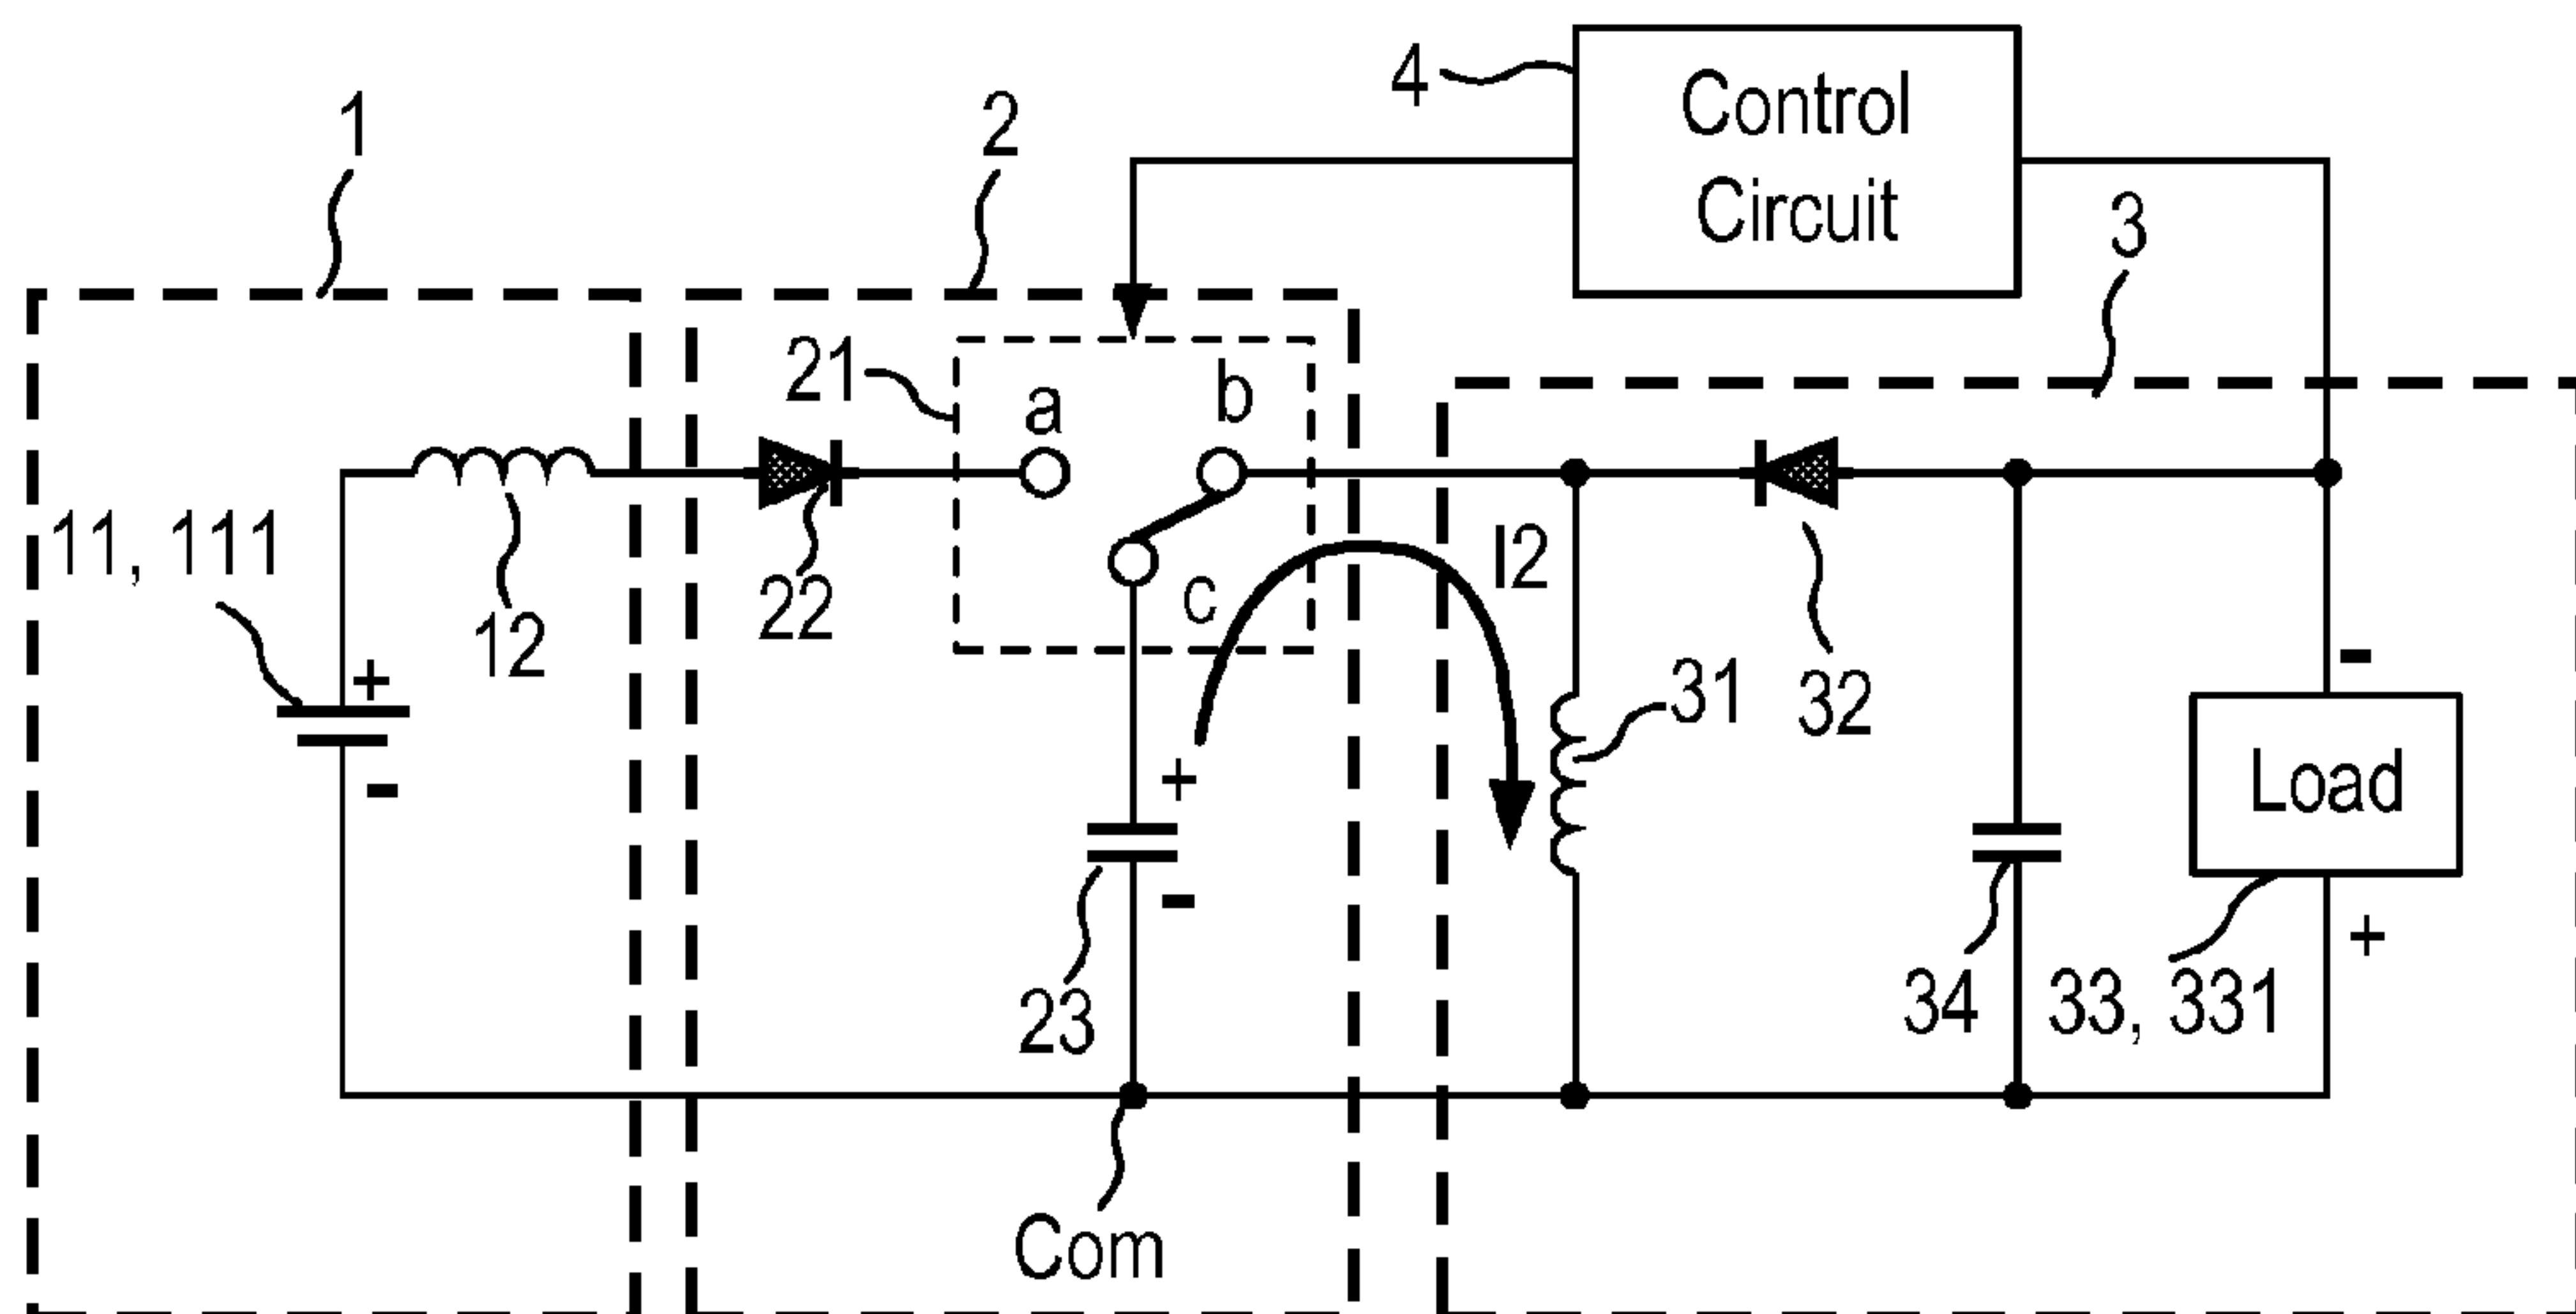 4
Control
Circuit
1
2
3
21
a
b
11, 111
12
22
c
I2
+
-
31
32
-
+
-
Load
23
34
33, 331
+
Com